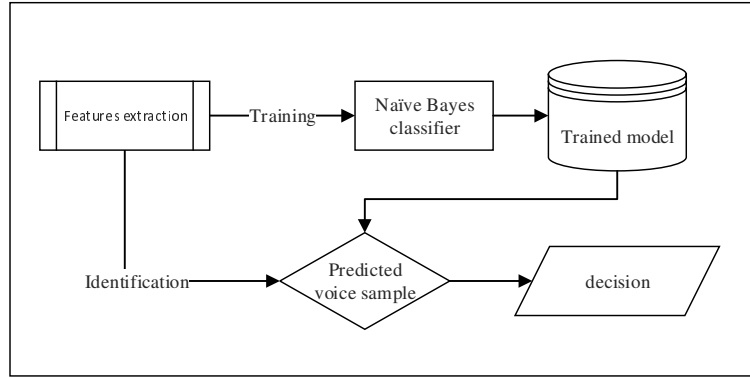 Features extraction
Training
Naïve Bayes
classifier
Trained model
Identification
Predicted
voice sample
decision